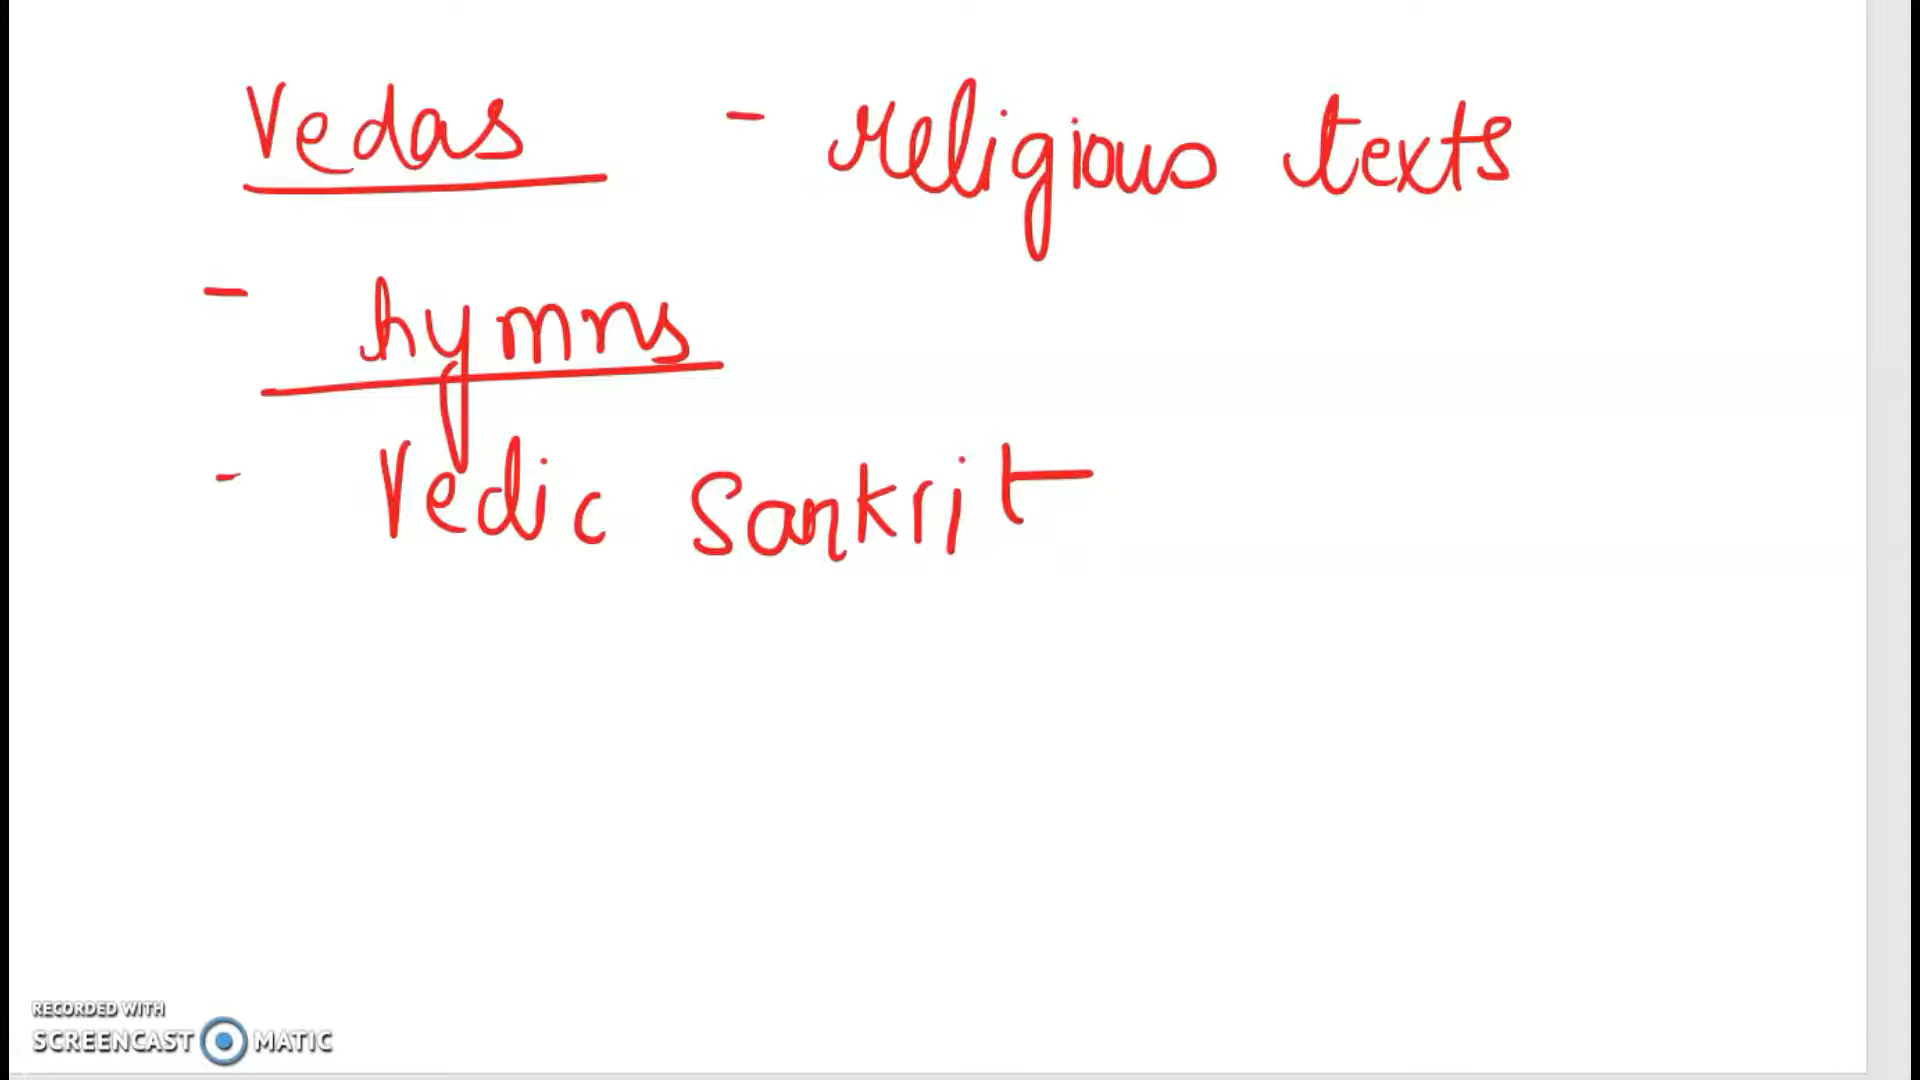 Vedas - religious texts
- hymns
- Vedic Sankrit
RECORDED WITH
SCREENCAST MATIC